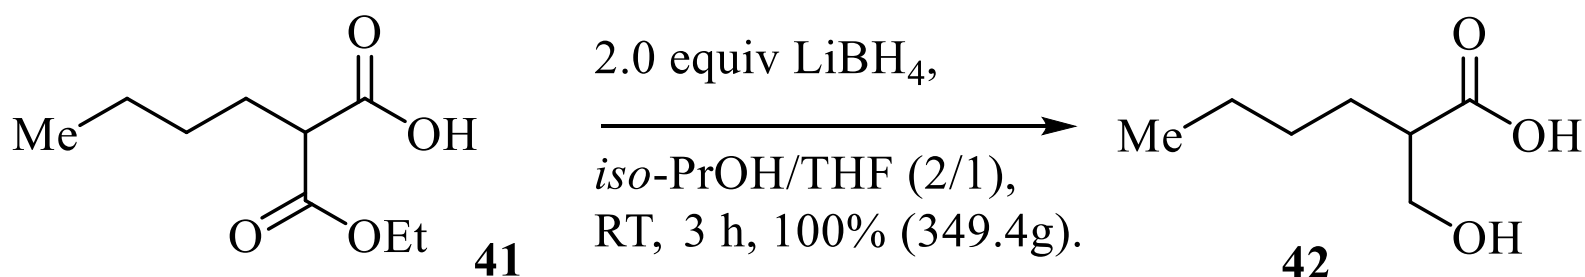 O
OH
Me
O
OEt
41
2.0 equiv LiBH4,
iso-PrOH/THF (2/1),
RT, 3 h, 100% (349.4g).
O
OH
Me
OH
42